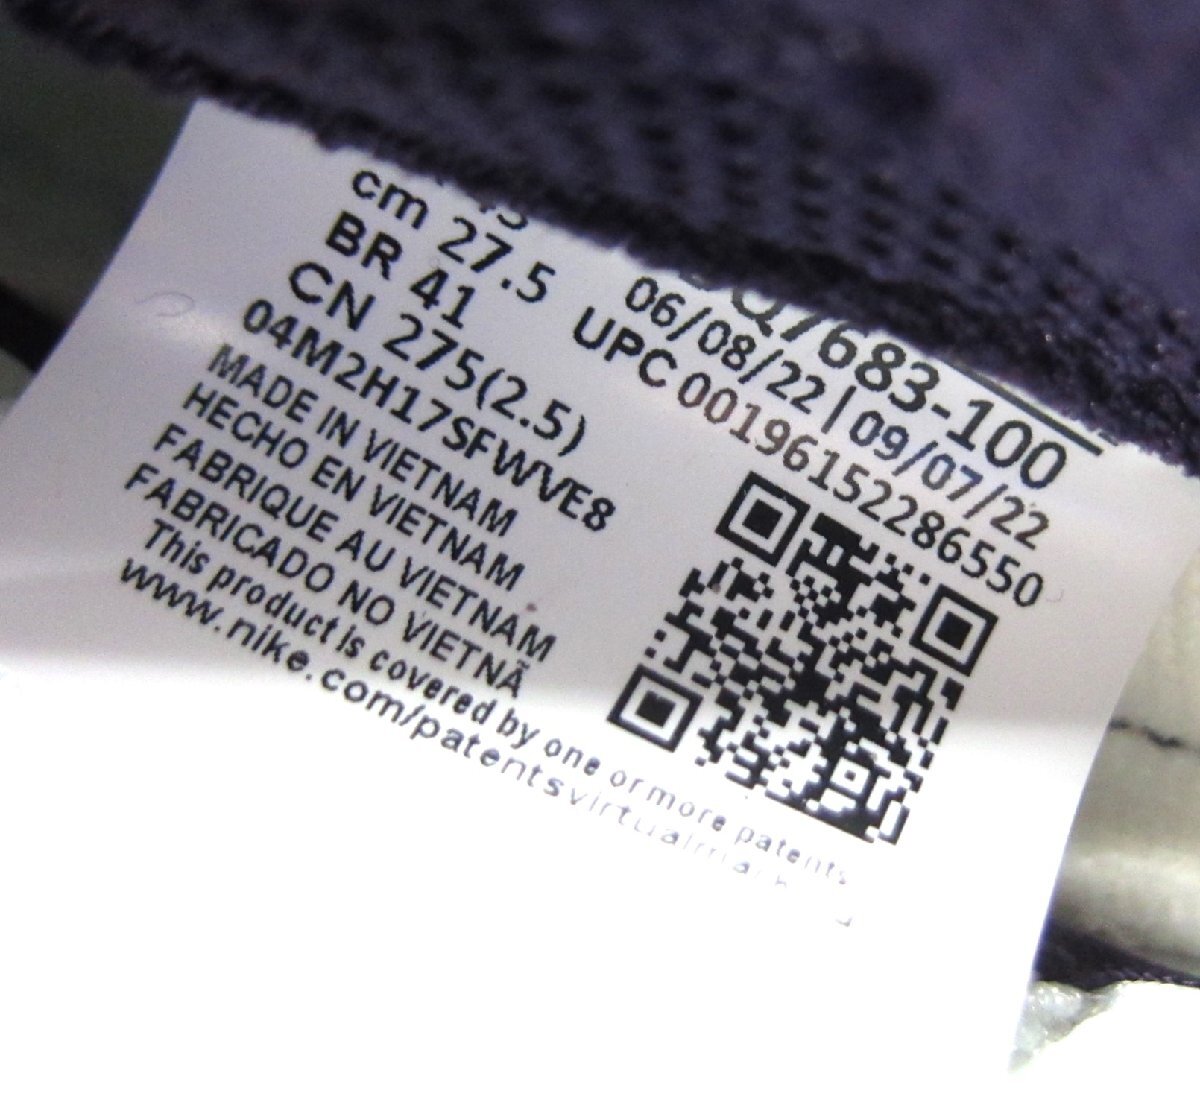 cm 27.5
BR 41
CN 275(2.5)
04M2H17SFWVE8
MADE IN VIETNAM
HECHO EN VIETNAM
FABRIQUE AU VIETNAM
FABRICADO NO VIETNÃ
This product is covered by one or more patents
www.nike.com/patentsvirtualmark
Q7683-100
06/08/22 | 09/07/22
UPC 00196152286550